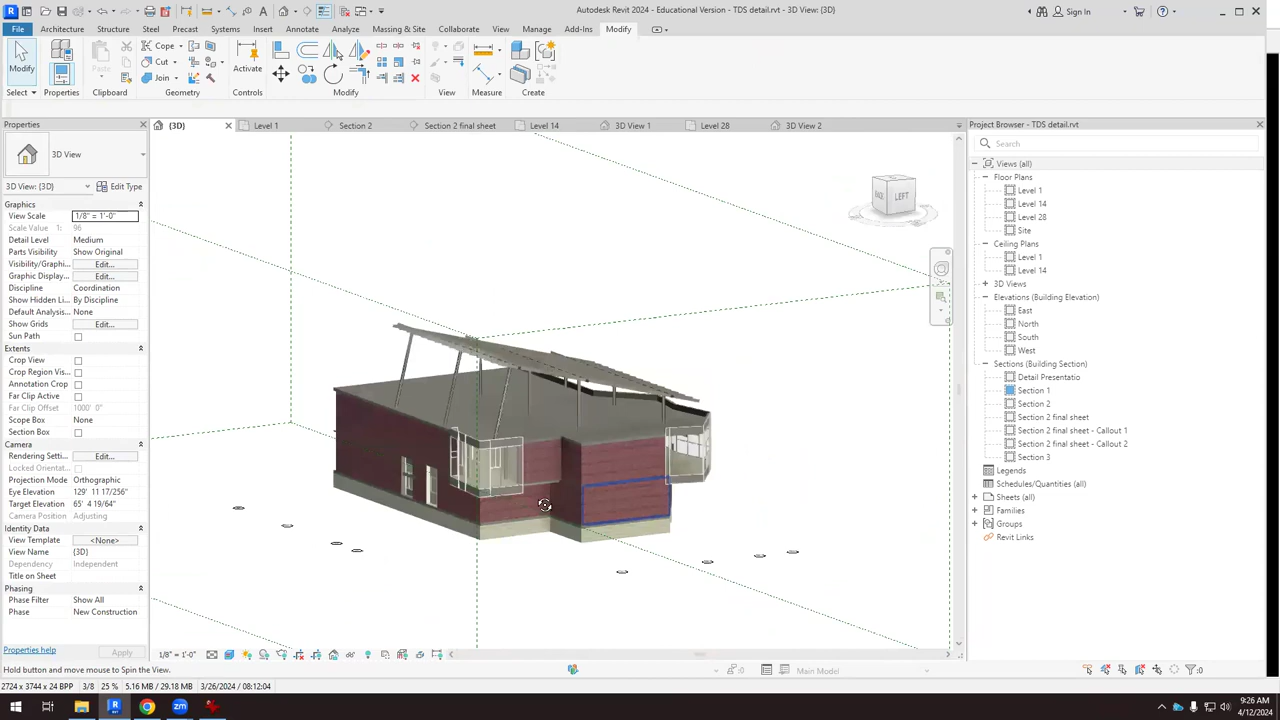 Autodesk Revit 2024 - Educational Version - TDS detail.rvt - 3D View: {3D}
Sign In
File Architecture Structure Steel Precast Systems Insert Annotate Analyze Massing & Site Collaborate View Manage Add-Ins Modify
Modify Properties Paste Cope Cut Join Activate
Select Properties Clipboard Geometry Controls Modify View Measure Create
Properties
{3D} Level 1 Section 2 Section 2 final sheet Level 14 3D View 1 Level 28 3D View 2
Project Browser - TDS detail.rvt
3D View
Search
3D View: {3D} Edit Type
Graphics
View Scale 1/8" = 1'-0"
Scale Value 1: 96
Detail Level Medium
Parts Visibility Show Original
Visibility/Graphi... Edit...
Graphic Display... Edit...
Discipline Coordination
Show Hidden Li... By Discipline
Default Analysis... None
Show Grids Edit...
Sun Path
Extents
Crop View
Crop Region Vis...
Annotation Crop
Far Clip Active
Far Clip Offset 1000' 0"
Scope Box None
Section Box
Camera
Rendering Setti... Edit...
Locked Orientat...
Projection Mode Orthographic
Eye Elevation 129' 11 17/256"
Target Elevation 65' 4 19/64"
Camera Position Adjusting
Identity Data
View Template <None>
View Name {3D}
Dependency Independent
Title on Sheet
Phasing
Phase Filter Show All
Phase New Construction
Properties help Apply
BACK LEFT
Views (all)
Floor Plans
Level 1
Level 14
Level 28
Site
Ceiling Plans
Level 1
Level 14
3D Views
Elevations (Building Elevation)
East
North
South
West
Sections (Building Section)
Detail Presentatio
Section 1
Section 2
Section 2 final sheet
Section 2 final sheet - Callout 1
Section 2 final sheet - Callout 2
Section 3
Legends
Schedules/Quantities (all)
Sheets (all)
Families
Groups
Revit Links
1/8" = 1'-0"
Hold button and move mouse to Spin the View.
:0 Main Model :0
2724 x 3744 x 24 BPP 3/8 25 % 5.16 MB / 29.18 MB 3/26/2024 / 08:12:04
9:26 AM
4/12/2024